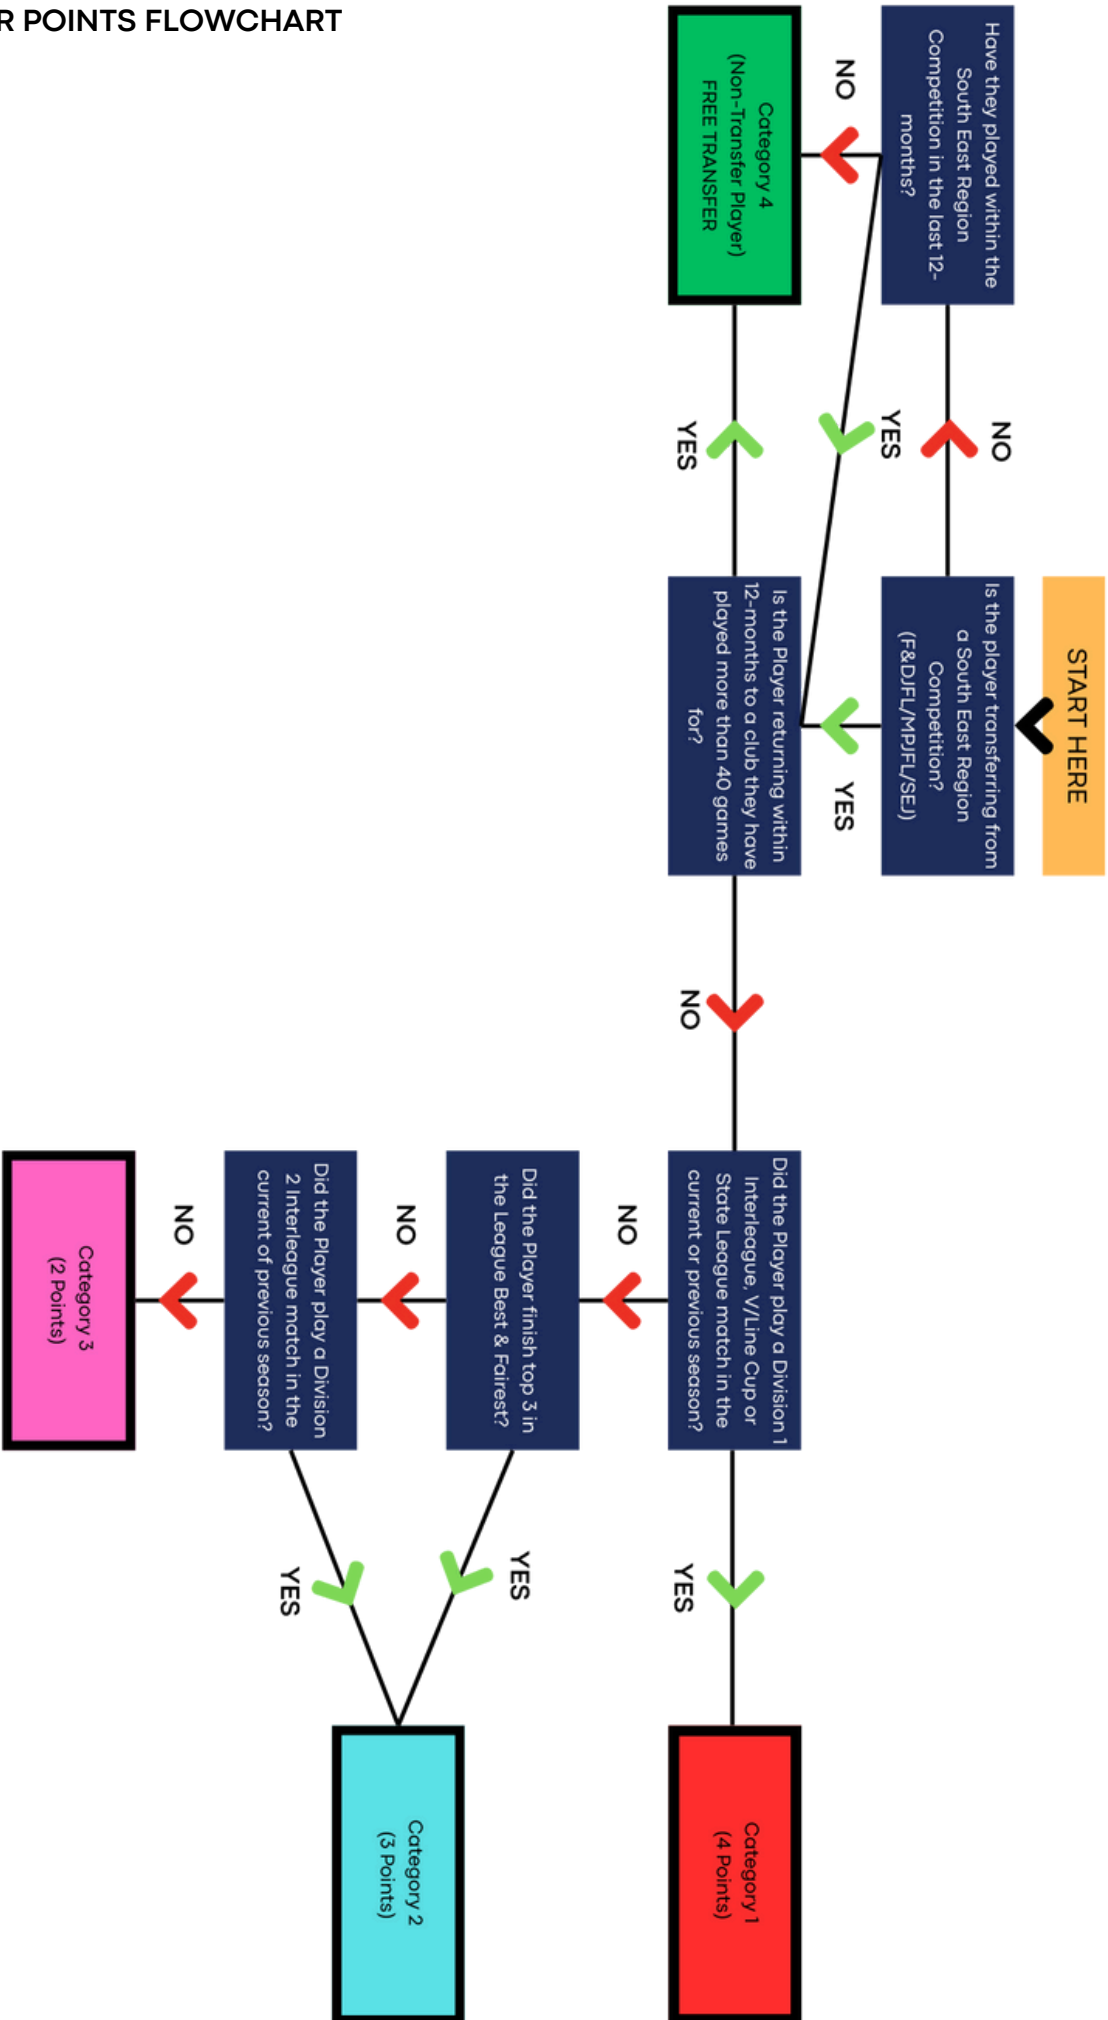 R POINTS FLOWCHART
START HERE
Is the player transferring from
a South East Region
Competition?
(F&DJFL/MPJFL/SEJ)
NO
YES
Have they played within the
South East Region
Competition in the last 12-
months?
NO
YES
Category 4
(Non-Transfer Player)
FREE TRANSFER
YES
Is the Player returning within
12-months to a club they have
played more than 40 games
for?
NO
Did the Player play a Division 1
Interleague, V/Line Cup or
State League match in the
current or previous season?
YES
Category 1
(4 Points)
NO
Did the Player finish top 3 in
the League Best & Fairest?
YES
NO
Did the Player play a Division
2 Interleague match in the
current of previous season?
YES
Category 2
(3 Points)
NO
Category 3
(2 Points)